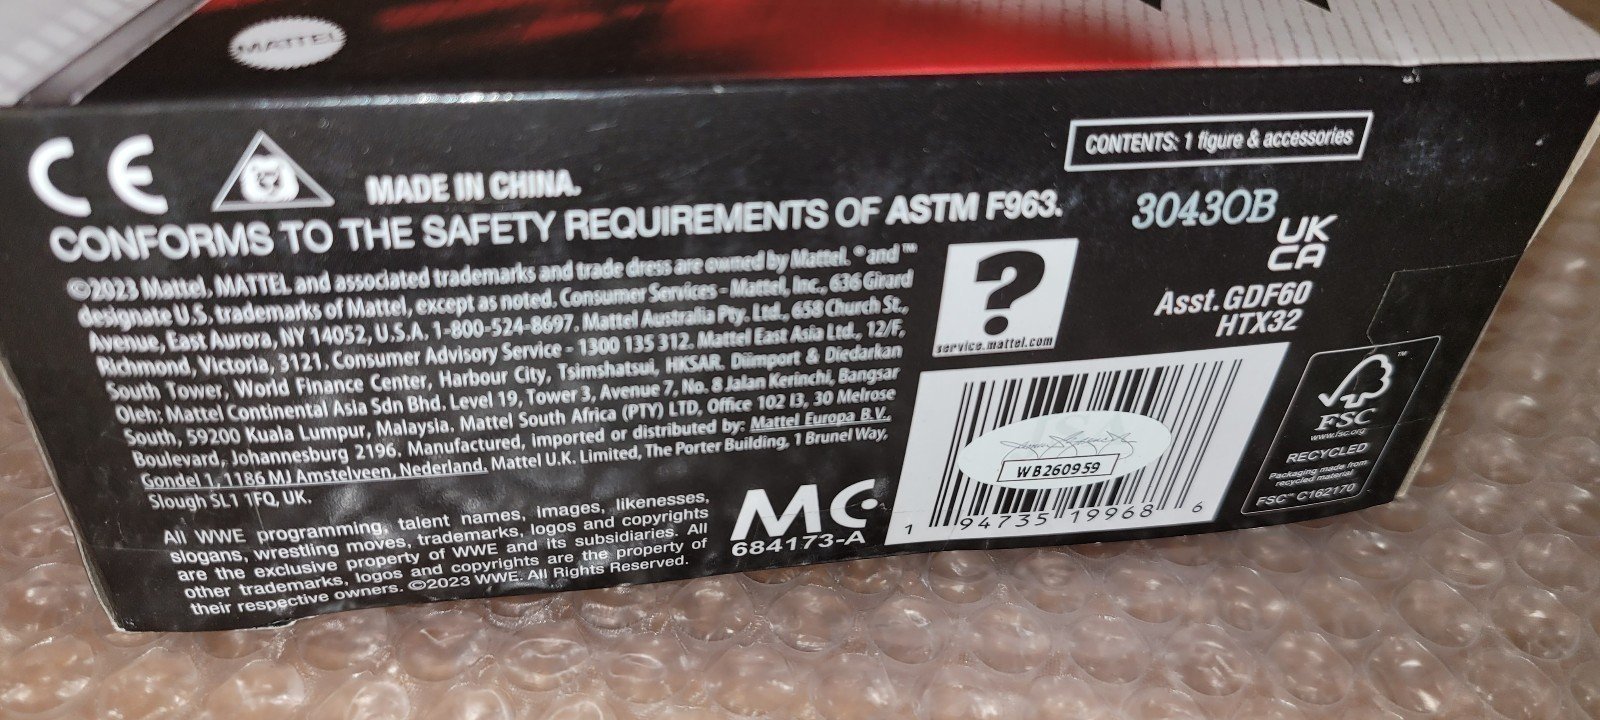 MATTEL
CE
MADE IN CHINA.
CONFORMS TO THE SAFETY REQUIREMENTS OF ASTM F963.
©2023 Mattel, MATTEL and associated trademarks and trade dress are owned by Mattel. ® and ™
designate U.S. trademarks of Mattel, except as noted. Consumer Services - Mattel, Inc., 636 Girard
Avenue, East Aurora, NY 14052, U.S.A. 1-800-524-8697. Mattel Australia Pty. Ltd., 658 Church St.,
Richmond, Victoria, 3121. Consumer Advisory Service - 1300 135 312. Mattel East Asia Ltd., 12/F,
South Tower, World Finance Center, Harbour City, Tsimshatsui, HKSAR. Diimport & Diedarkan
Oleh: Mattel Continental Asia Sdn Bhd. Level 19, Tower 3, Avenue 7, No. 8 Jalan Kerinchi, Bangsar
South, 59200 Kuala Lumpur, Malaysia. Mattel South Africa (PTY) LTD, Office 102 I3, 30 Melrose
Boulevard, Johannesburg 2196. Manufactured, imported or distributed by: Mattel Europa B.V.,
Gondel 1, 1186 MJ Amstelveen, Nederland. Mattel U.K. Limited, The Porter Building, 1 Brunel Way,
Slough SL1 1FQ, UK.
All WWE programming, talent names, images, likenesses,
slogans, wrestling moves, trademarks, logos and copyrights
are the exclusive property of WWE and its subsidiaries. All
other trademarks, logos and copyrights are the property of
their respective owners. ©2023 WWE. All Rights Reserved.
MC
684173-A
CONTENTS: 1 figure & accessories
30430B
UK
CA
?
service.mattel.com
Asst. GDF60
HTX32
WB260959
1 94735 19968 6
FSC
™
www.fsc.org
RECYCLED
Packaging made from
recycled material
FSC™ C162170